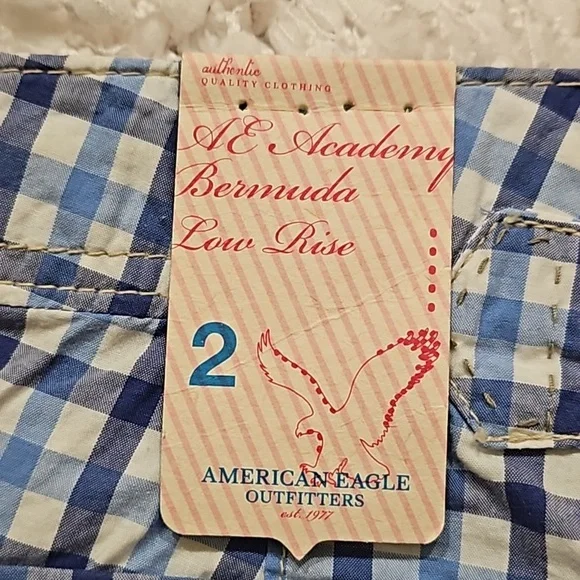 authentic
QUALITY CLOTHING
AE Academy
Bermuda
Low Rise
2
AMERICAN EAGLE
OUTFITTERS
est. 1977